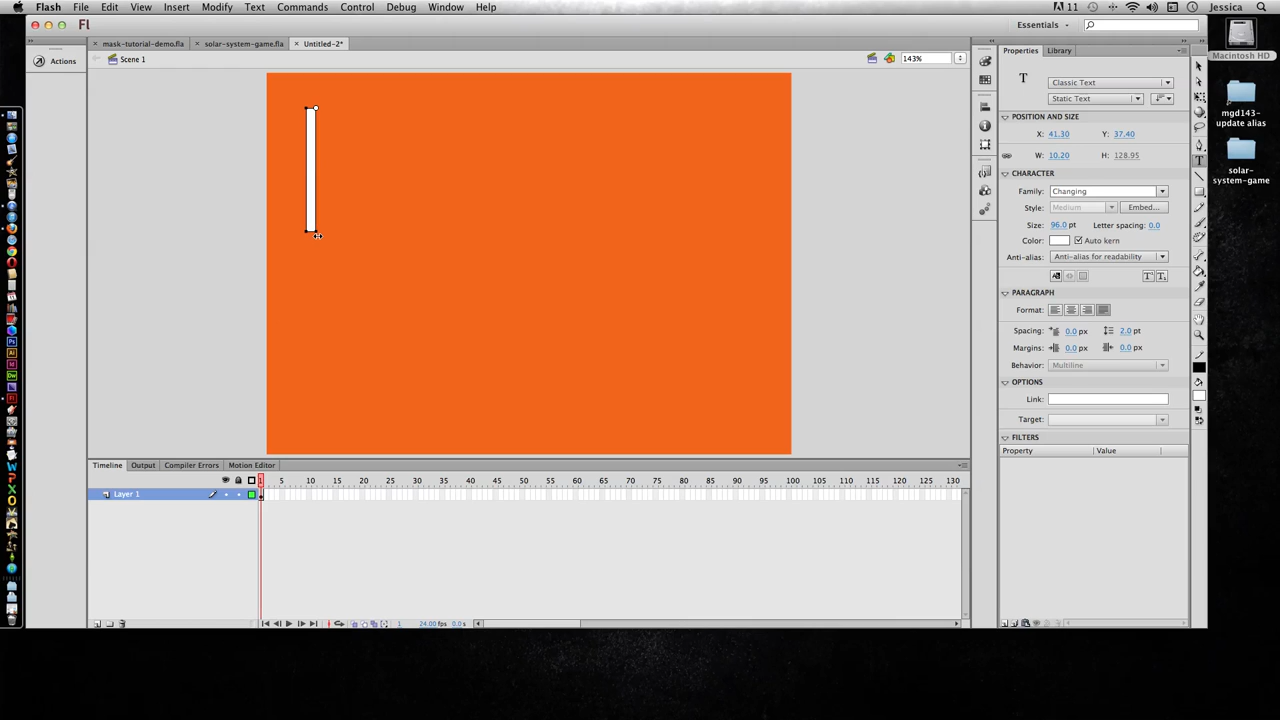 Flash File Edit View Insert Modify Text Commands Control Debug Window Help 11 Jessica
Fl Essentials
mask-tutorial-demo.fla solar-system-game.fla Untitled-2*
Actions
Scene 1 143%
Properties Library
T Classic Text
Static Text
POSITION AND SIZE
X: 41.30 Y: 37.40
W: 10.20 H: 128.95
CHARACTER
Family: Changing
Style: Medium Embed...
Size: 96.0 pt Letter spacing: 0.0
Color: Auto kern
Anti-alias: Anti-alias for readability
PARAGRAPH
Format:
Spacing: 0.0 px 2.0 pt
Margins: 0.0 px 0.0 px
Behavior: Multiline
OPTIONS
Link:
Target:
FILTERS
Property Value
Macintosh HD
mgd143-
update alias
solar-
system-game
Timeline Output Compiler Errors Motion Editor
1 5 10 15 20 25 30 35 40 45 50 55 60 65 70 75 80 85 90 95 100 105 110 115 120 125 130
Layer 1
1 24.00 fps 0.0 s